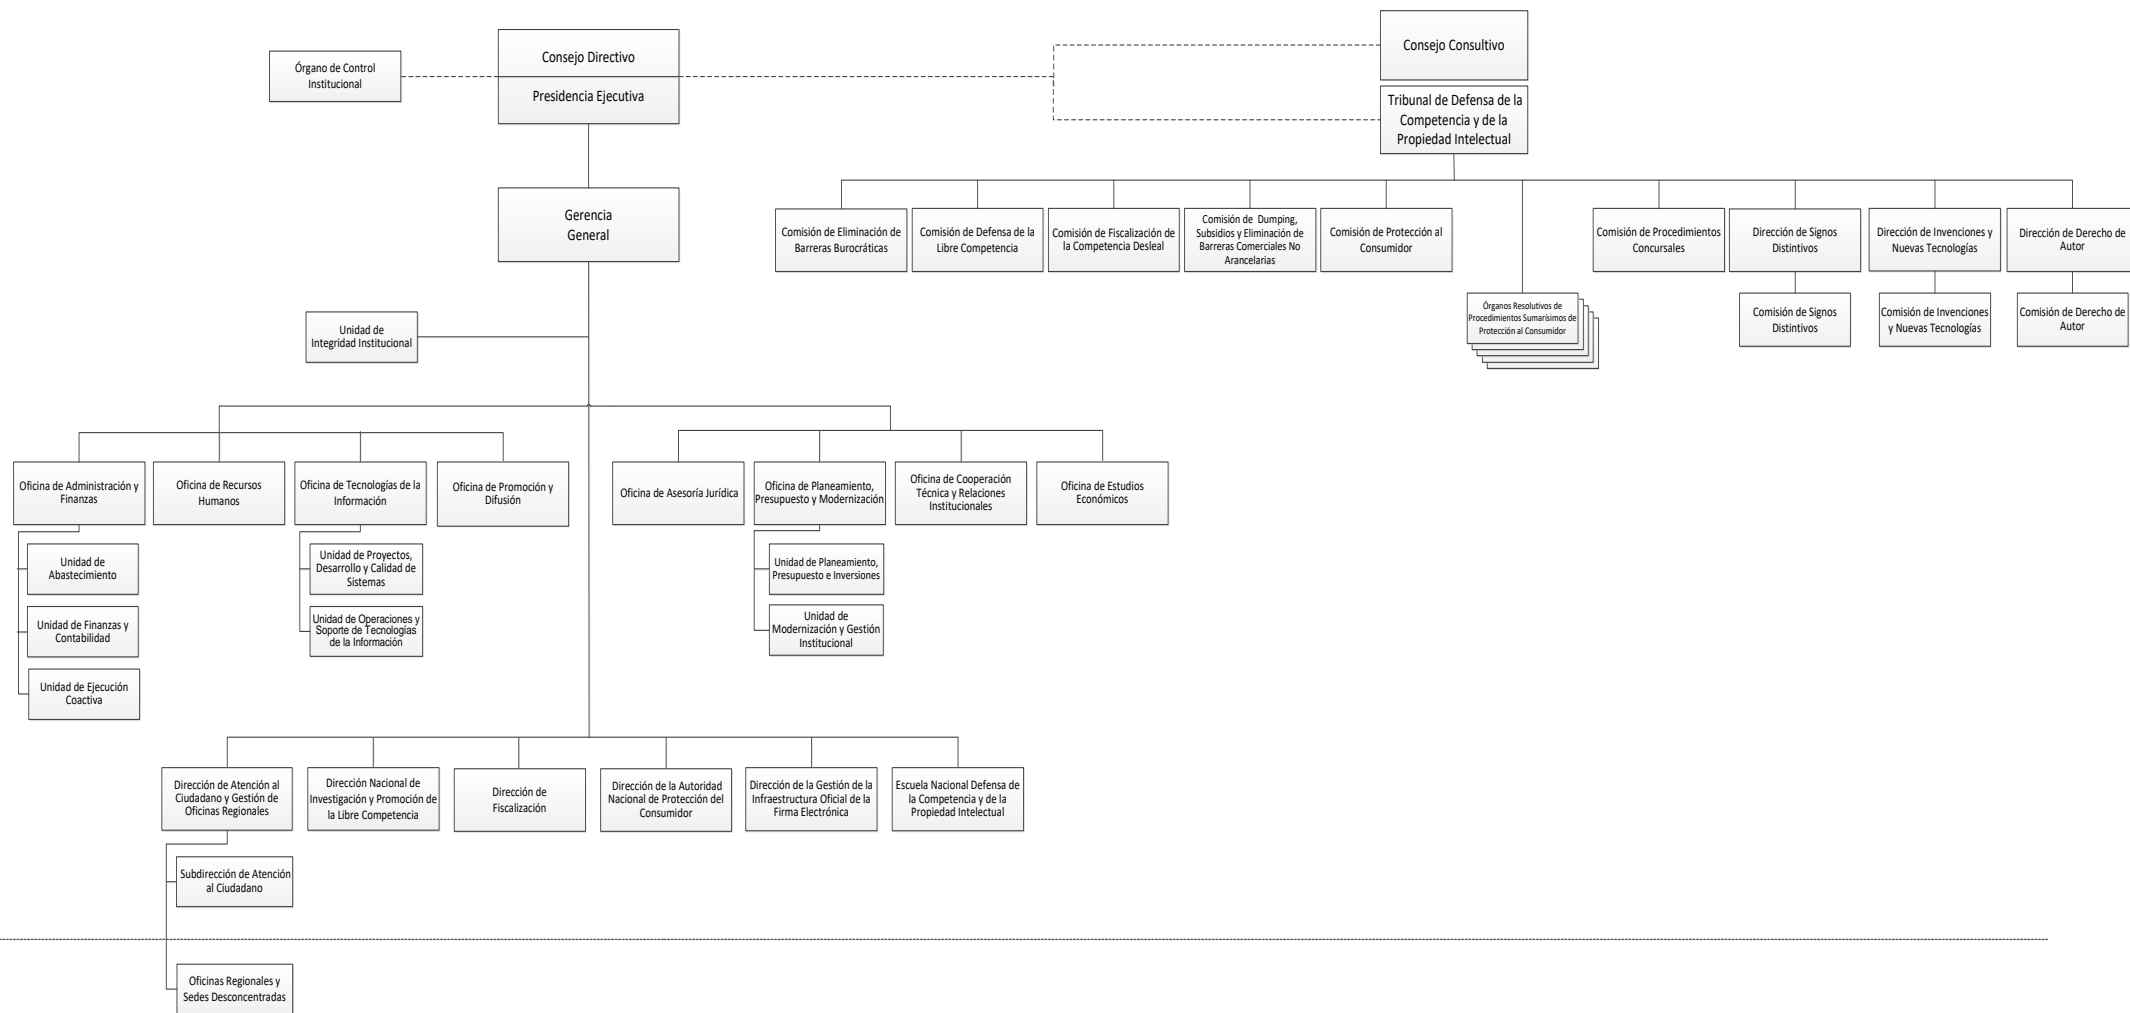 Consejo Consultivo
Consejo Directivo
Órgano de Control
Institucional
Presidencia Ejecutiva
Tribunal de Defensa de la
Competencia y de la
Propiedad Intelectual
Gerencia
General
Comisión de Eliminación de
Barreras Burocráticas
Comisión de Defensa de la
Libre Competencia
Comisión de Fiscalización de
la Competencia Desleal
Comisión de Dumping,
Subsidios y Eliminación de
Barreras Comerciales No
Arancelarias
Comisión de Protección al
Consumidor
Comisión de Procedimientos
Concursales
Dirección de Signos
Distintivos
Dirección de Invenciones y
Nuevas Tecnologías
Dirección de Derecho de
Autor
Órganos Resolutivos de
Procedimientos Sumarísimos de
Protección al Consumidor
Comisión de Signos
Distintivos
Comisión de Invenciones
y Nuevas Tecnologías
Comisión de Derecho de
Autor
Unidad de
Integridad Institucional
Oficina de Administración y
Finanzas
Oficina de Recursos
Humanos
Oficina de Tecnologías de la
Información
Oficina de Promoción y
Difusión
Oficina de Asesoría Jurídica
Oficina de Planeamiento,
Presupuesto y Modernización
Oficina de Cooperación
Técnica y Relaciones
Institucionales
Oficina de Estudios
Económicos
Unidad de
Abastecimiento
Unidad de Proyectos,
Desarrollo y Calidad de
Sistemas
Unidad de Planeamiento,
Presupuesto e Inversiones
Unidad de Finanzas y
Contabilidad
Unidad de Operaciones y
Soporte de Tecnologías
de la Información
Unidad de
Modernización y Gestión
Institucional
Unidad de Ejecución
Coactiva
Dirección de Atención al
Ciudadano y Gestión de
Oficinas Regionales
Dirección Nacional de
Investigación y Promoción de
la Libre Competencia
Dirección de
Fiscalización
Dirección de la Autoridad
Nacional de Protección del
Consumidor
Dirección de la Gestión de la
Infraestructura Oficial de la
Firma Electrónica
Escuela Nacional Defensa de
la Competencia y de la
Propiedad Intelectual
Subdirección de Atención
al Ciudadano
Oficinas Regionales y
Sedes Desconcentradas